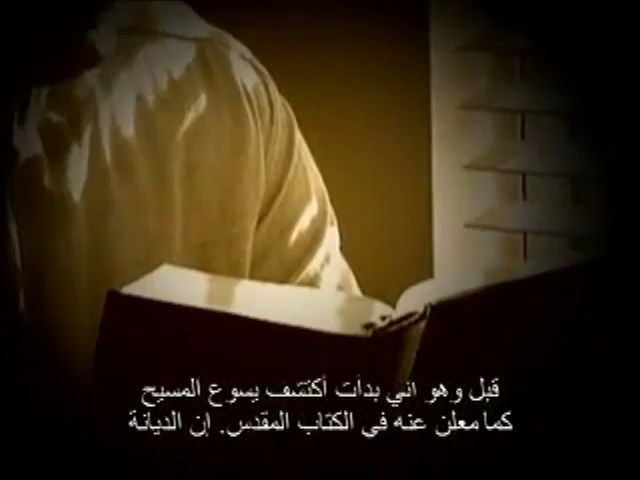 قبل وهو اني بدأت أكتشف يسوع المسيح
كما معلن عنه في الكتاب المقدس. إن الديانة